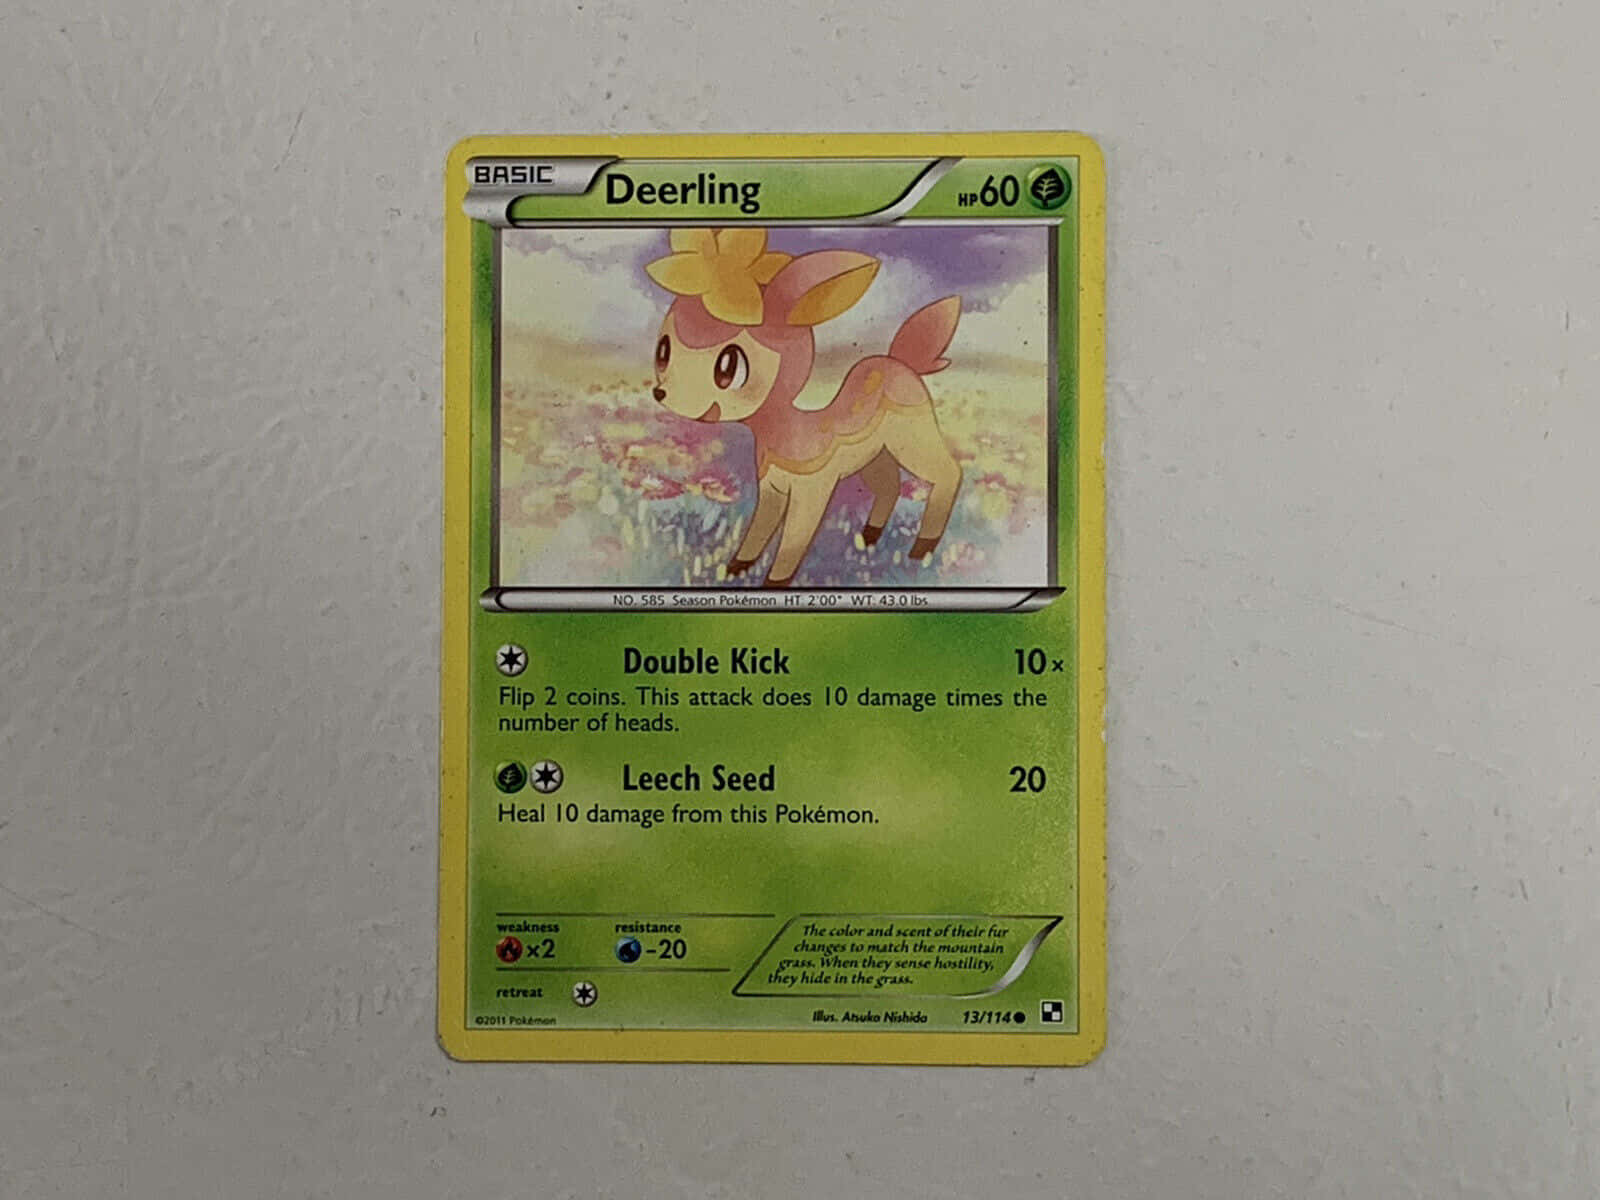 BASIC
Deerling
HP60
NO. 585 Season Pokémon HT: 2'00" WT: 43.0 lbs.
Double Kick 10×
Flip 2 coins. This attack does 10 damage times the
number of heads.
Leech Seed 20
Heal 10 damage from this Pokémon.
weakness
×2
resistance
-20
retreat
The color and scent of their fur
changes to match the mountain
grass. When they sense hostility,
they hide in the grass.
©2011 Pokémon
Illus. Atsuko Nishida
13/114